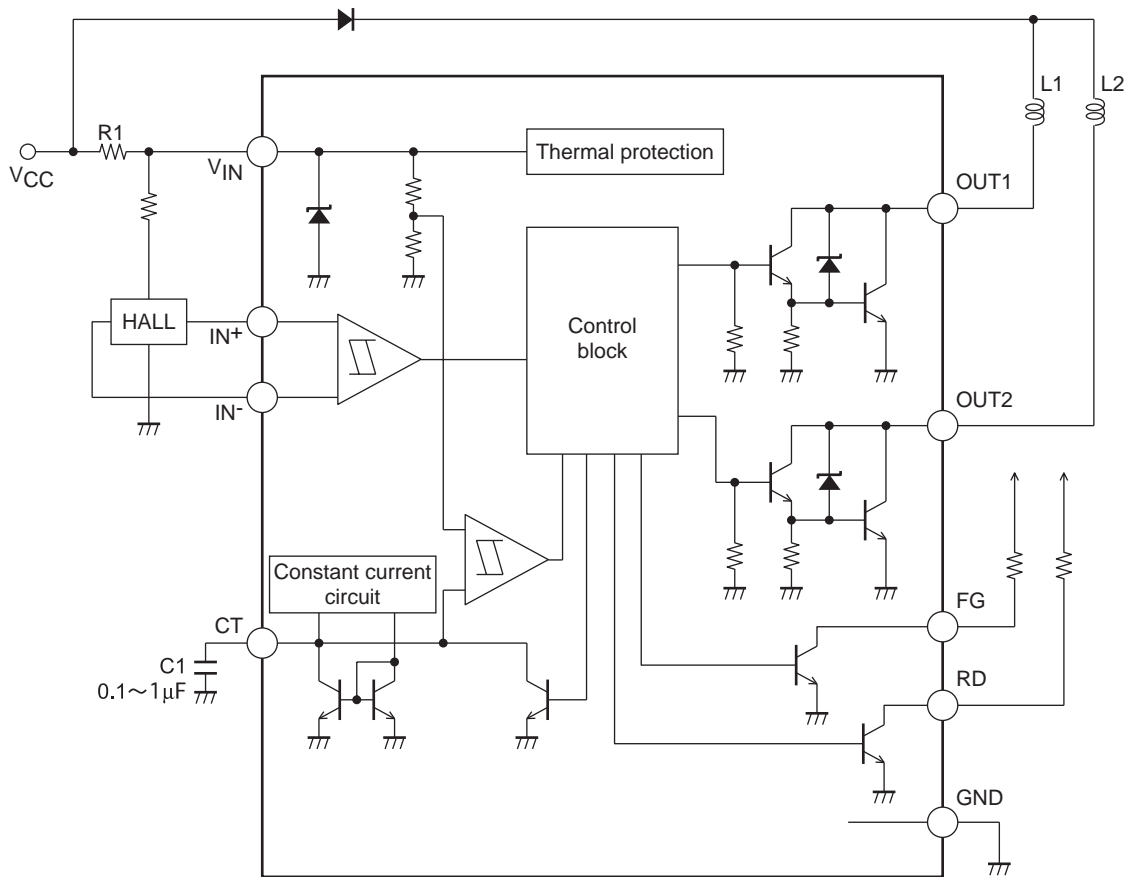 L1
L2
R1
VCC
VIN
Thermal protection
OUT1
HALL
IN+
IN-
Control
block
OUT2
Constant current
circuit
CT
C1
0.1～1μF
FG
RD
GND